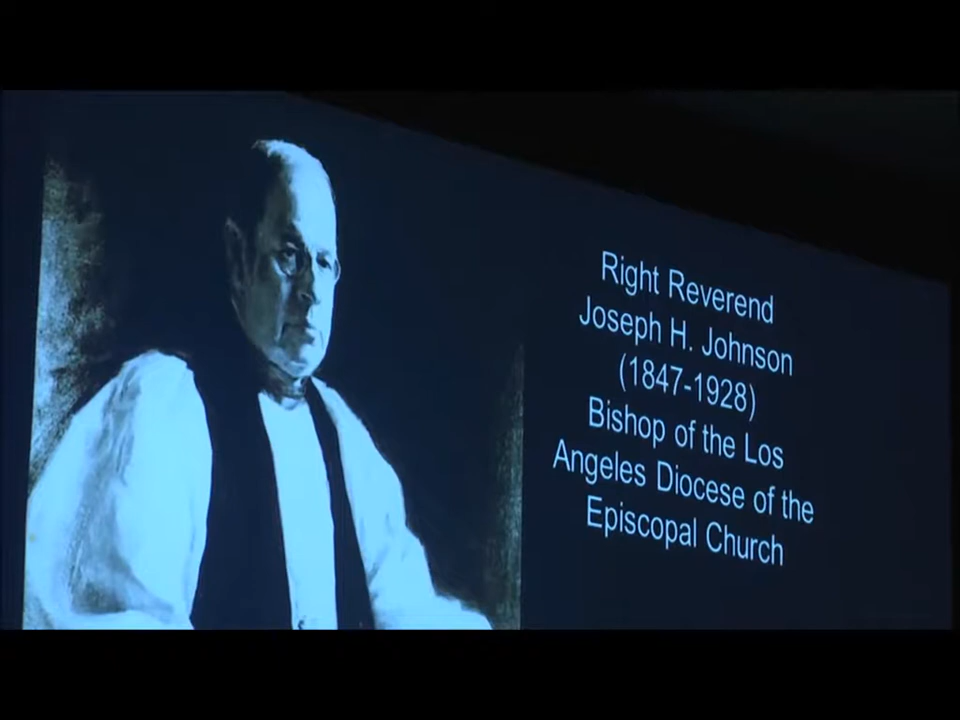 Right Reverend
Joseph H. Johnson
(1847-1928)
Bishop of the Los
Angeles Diocese of the
Episcopal Church